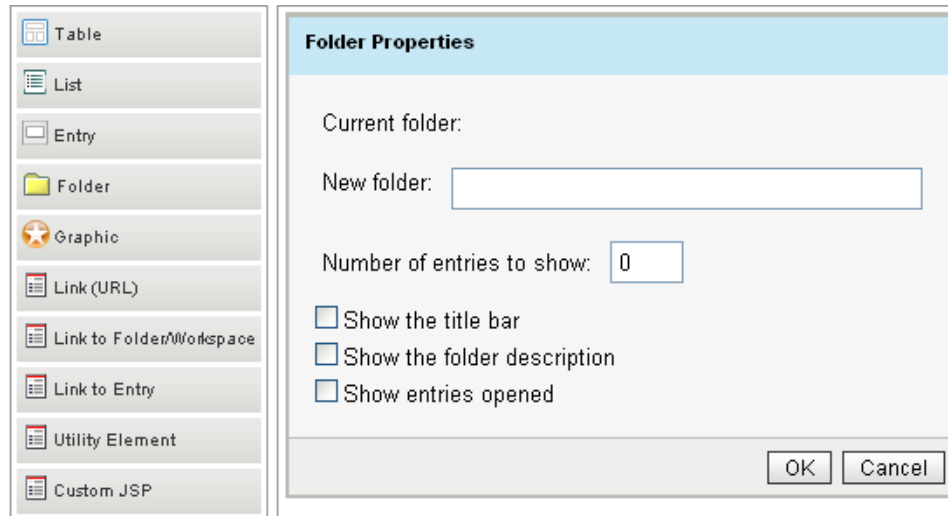 Table
List
Entry
Folder
Graphic
Link (URL)
Link to Folder/Workspace
Link to Entry
Utility Element
Custom JSP
Folder Properties
Current folder:
New folder:
Number of entries to show: 0
Show the title bar
Show the folder description
Show entries opened
OK Cancel